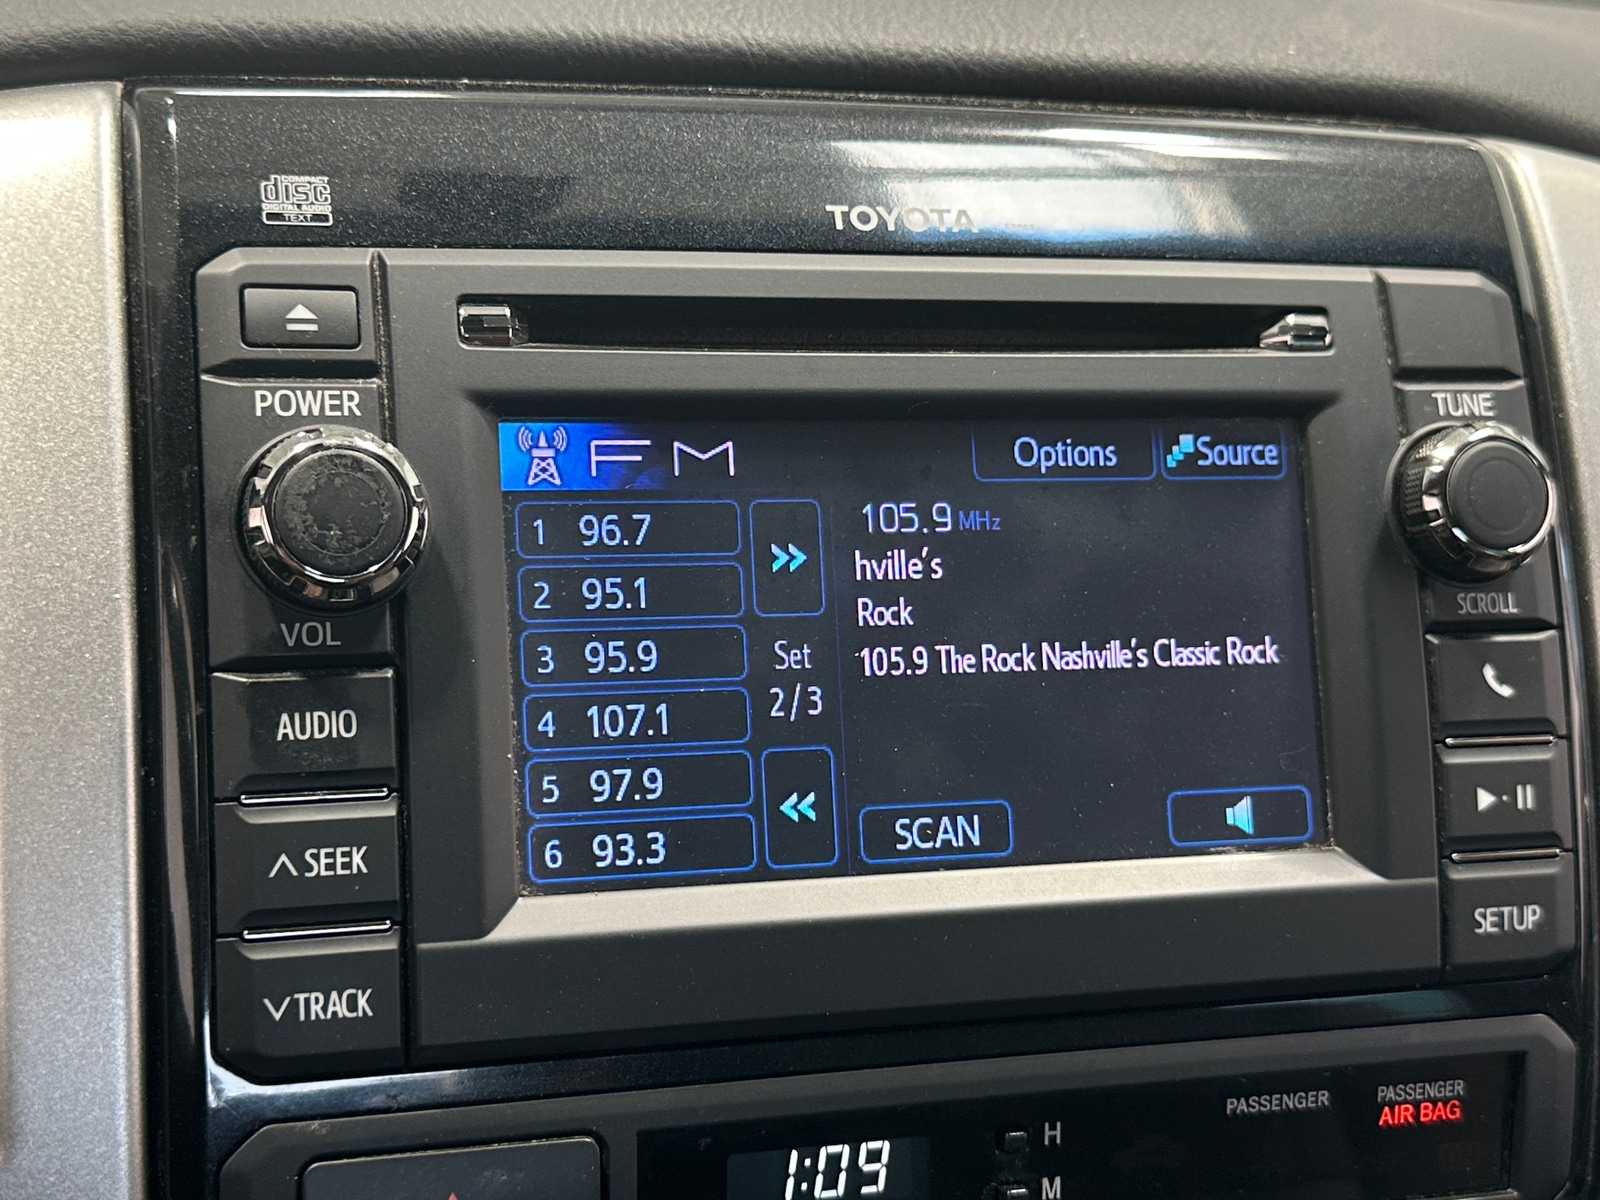 COMPACT
disc
DIGITAL AUDIO
TEXT
TOYOTA
POWER
TUNE
FM
Options
Source
1 96.7
2 95.1
3 95.9
4 107.1
5 97.9
6 93.3
Set
2/3
105.9 MHz
hville's
Rock
105.9 The Rock Nashville's Classic Rock
SCAN
VOL
SCROLL
AUDIO
SEEK
TRACK
SETUP
PASSENGER
PASSENGER
AIR BAG
1:09
H
M